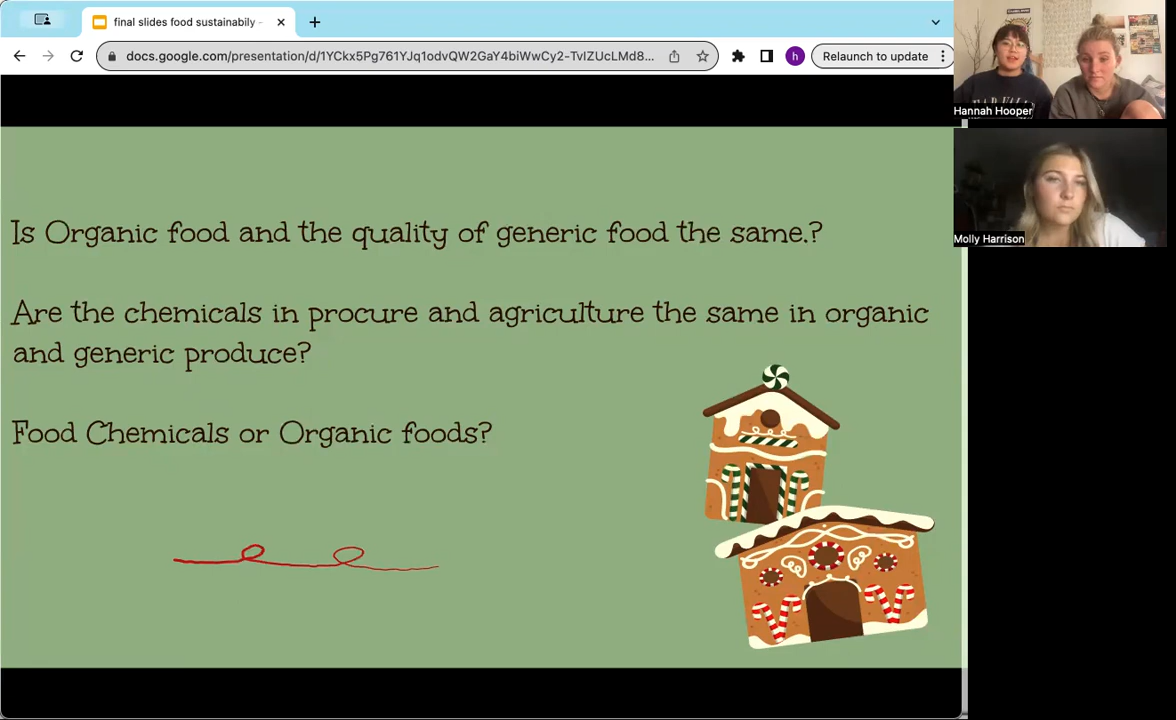 final slides food sustainabily -
docs.google.com/presentation/d/1YCkx5Pg761YJq1odvQW2GaY4biWwCy2-TvIZUcLMd8...
h
Relaunch to update
Hannah Hooper
Molly Harrison
Is Organic food and the quality of generic food the same.?
Are the chemicals in procure and agriculture the same in organic
and generic produce?
Food Chemicals or Organic foods?